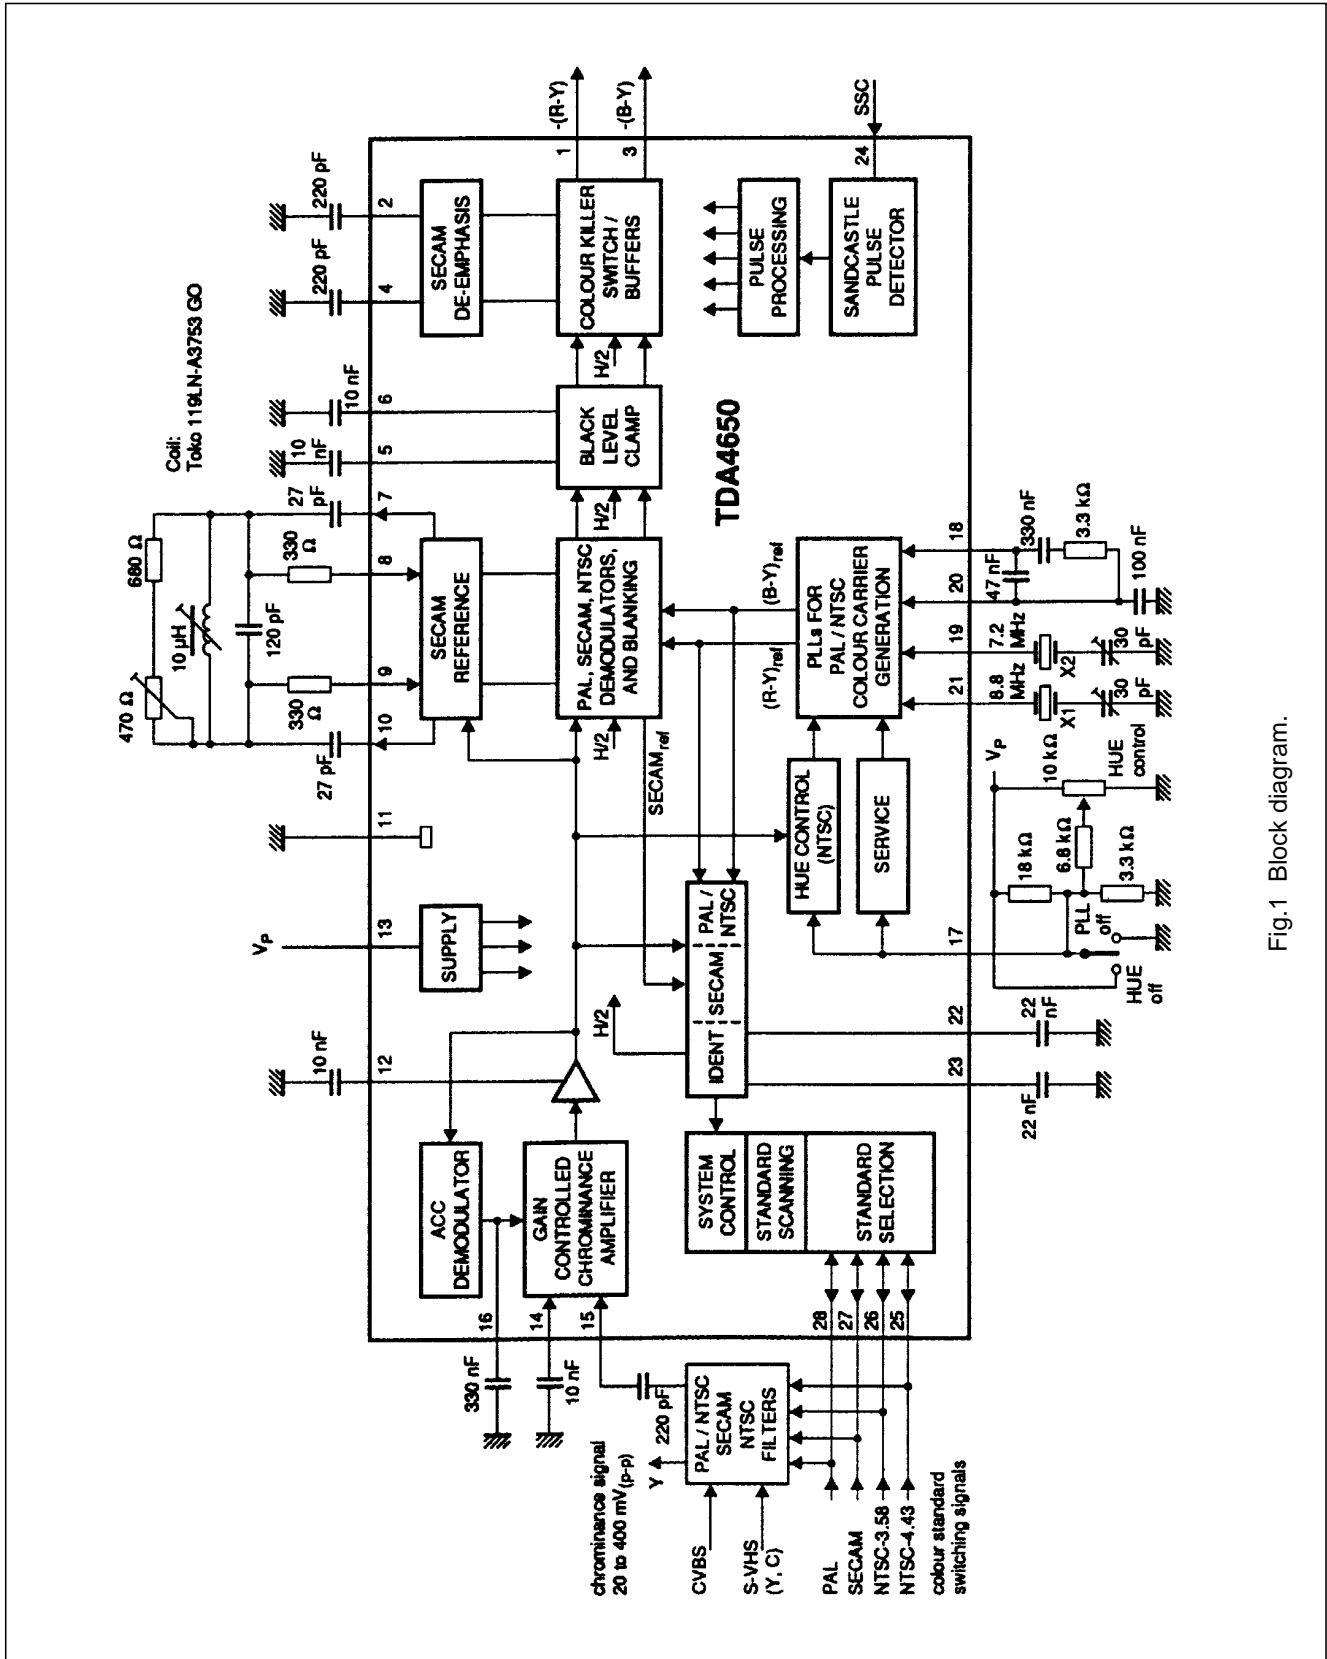 Coil:
Toko 119LN-A3753 GO
470 Ω
680 Ω
10 µH
120 pF
330
Ω
330
Ω
27 pF
27
pF
10 nF
V_P
10
nF
10 nF
220 pF
220 pF
12
13
11
10
9
8
7
5
6
4
2
ACC
DEMODULATOR
SUPPLY
SECAM
REFERENCE
SECAM
DE-EMPHASIS
330 nF
16
14
10 nF
15
220 pF
GAIN
CONTROLLED
CHROMINANCE
AMPLIFIER
H/2
PAL, SECAM, NTSC
DEMODULATORS,
AND BLANKING
H/2
BLACK
LEVEL
CLAMP
H/2
COLOUR KILLER
SWITCH /
BUFFERS
1
-(R-Y)
3
-(B-Y)
chrominance signal
20 to 400 mV(p-p)
Y
CVBS
S-VHS
(Y, C)
PAL / NTSC
SECAM
NTSC
FILTERS
H/2
SECAMref
TDA4650
SYSTEM
CONTROL
STANDARD
SCANNING
STANDARD
SELECTION
IDENT
SECAM
PAL /
NTSC
(R-Y)ref
(B-Y)ref
HUE CONTROL
(NTSC)
SERVICE
PLLs FOR
PAL / NTSC
COLOUR CARRIER
GENERATION
PULSE
PROCESSING
SANDCASTLE
PULSE
DETECTOR
24
SSC
PAL
SECAM
NTSC-3.58
NTSC-4.43
colour standard
switching signals
28
27
26
25
23
22
17
21
19
20
18
22 nF
22
nF
HUE
off
PLL
off
18 kΩ
6.8 kΩ
3.3 kΩ
V_P
10 kΩ
HUE
control
8.8
MHz
X1
30
pF
7.2
MHz
X2
30
pF
47 nF
330 nF
3.3 kΩ
100 nF
Fig.1 Block diagram.